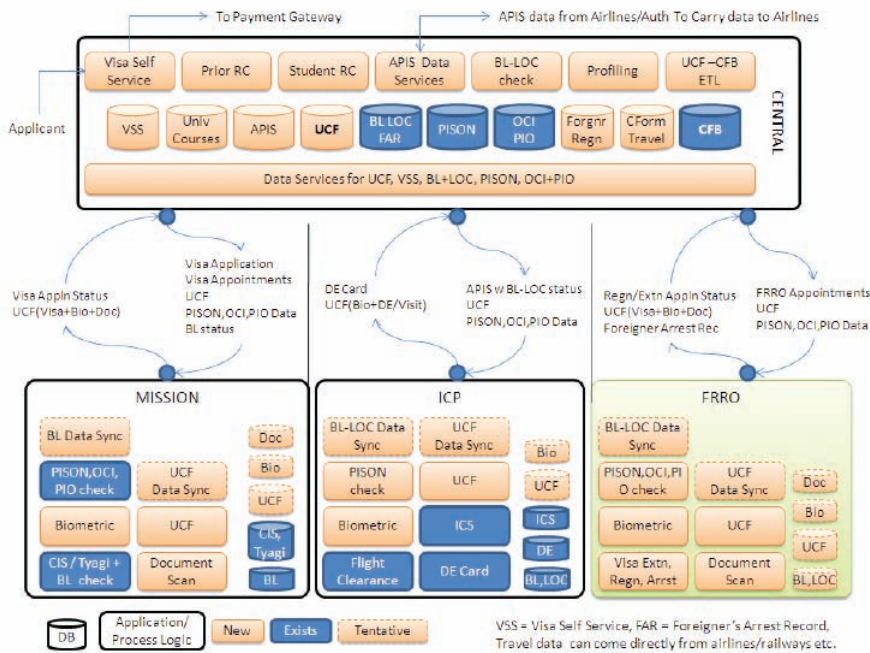 To Payment Gateway
APIS data from Airlines/Auth To Carry data to Airlines
Applicant
Visa Self
Service
Prior RC
Student RC
APIS Data
Services
BL-LOC
check
Profiling
UCF –CFB
ETL
CENTRAL
VSS
Univ
Courses
APIS
UCF
BL LOC
FAR
PISON
OCI
PIO
Forgnr
Regn
CForm
Travel
CFB
Data Services for UCF, VSS, BL+LOC, PISON, OCI+PIO
Visa Appln Status
UCF(Visa+Bio+Doc)
Visa Application
Visa Appointments
UCF
PISON,OCI,PIO Data
BL status
DE Card
UCF(Bio+DE/Visit)
APIS w BL-LOC status
UCF
PISON,OCI,PIO Data
Regn/Extn Appln Status
UCF(Visa+Bio+Doc)
Foreigner Arrest Rec
FRRO Appointments
UCF
PISON,OCI,PIO Data
MISSION
BL Data Sync
PISON,OCI,
PIO check
UCF
Data Sync
Biometric
UCF
CIS / Tyagi +
BL check
Document
Scan
Doc
Bio
UCF
CIS,
Tyagi
BL
ICP
BL-LOC Data
Sync
UCF
Data Sync
PISON
check
UCF
Biometric
ICS
Flight
Clearance
DE Card
Bio
UCF
ICS
DE
BL,LOC
FRRO
BL-LOC Data
Sync
PISON,OCI,PI
O check
UCF
Data Sync
Biometric
UCF
Visa Extn,
Regn, Arrst
Document
Scan
Doc
Bio
UCF
BL,LOC
DB
Application/
Process Logic
New
Exists
Tentative
VSS = Visa Self Service, FAR = Foreigner's Arrest Record,
Travel data can come directly from airlines/railways etc.